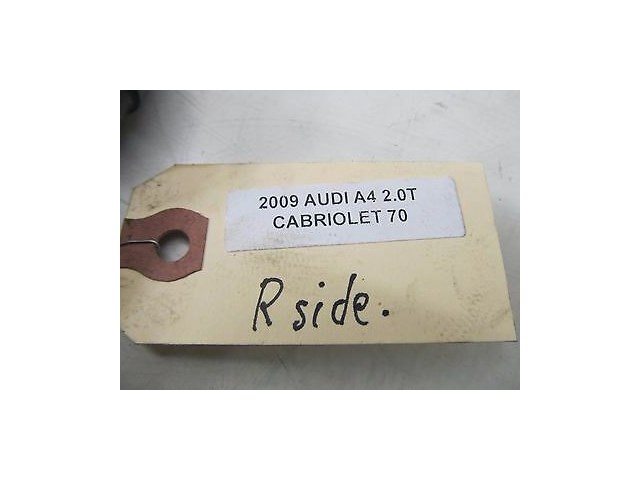 2009 AUDI A4 2.0T
CABRIOLET 70
R side.